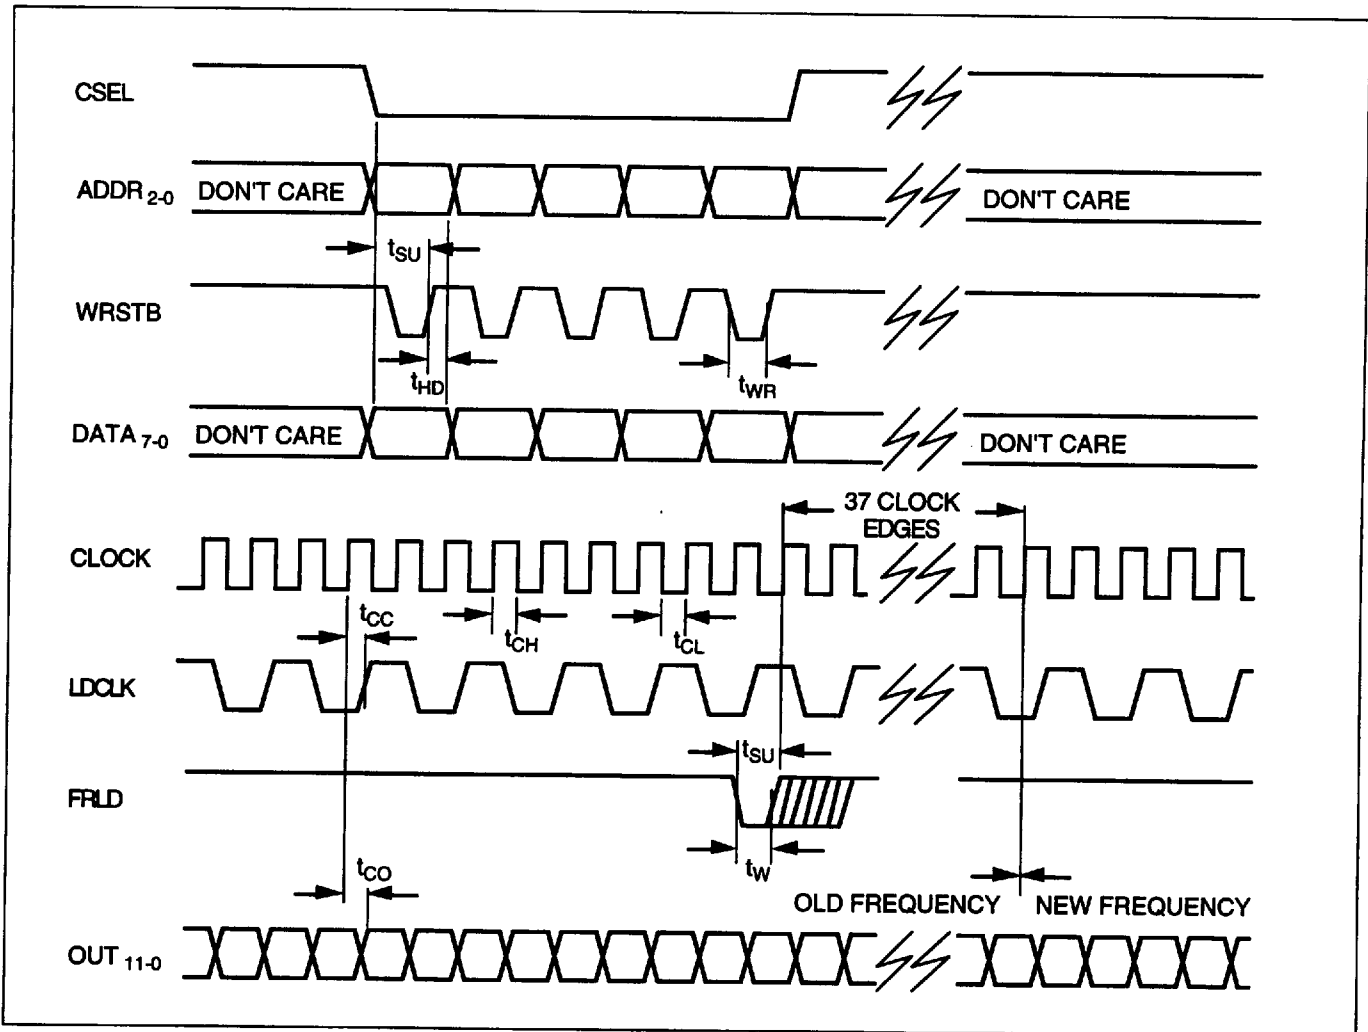 CSEL
ADDR 2-0 DON'T CARE DON'T CARE
tSU
WRSTB
tHD tWR
DATA 7-0 DON'T CARE DON'T CARE
37 CLOCK
EDGES
CLOCK
tCC tCH tCL
LDCLK
tSU
FRLD
tCO tW
OLD FREQUENCY NEW FREQUENCY
OUT 11-0